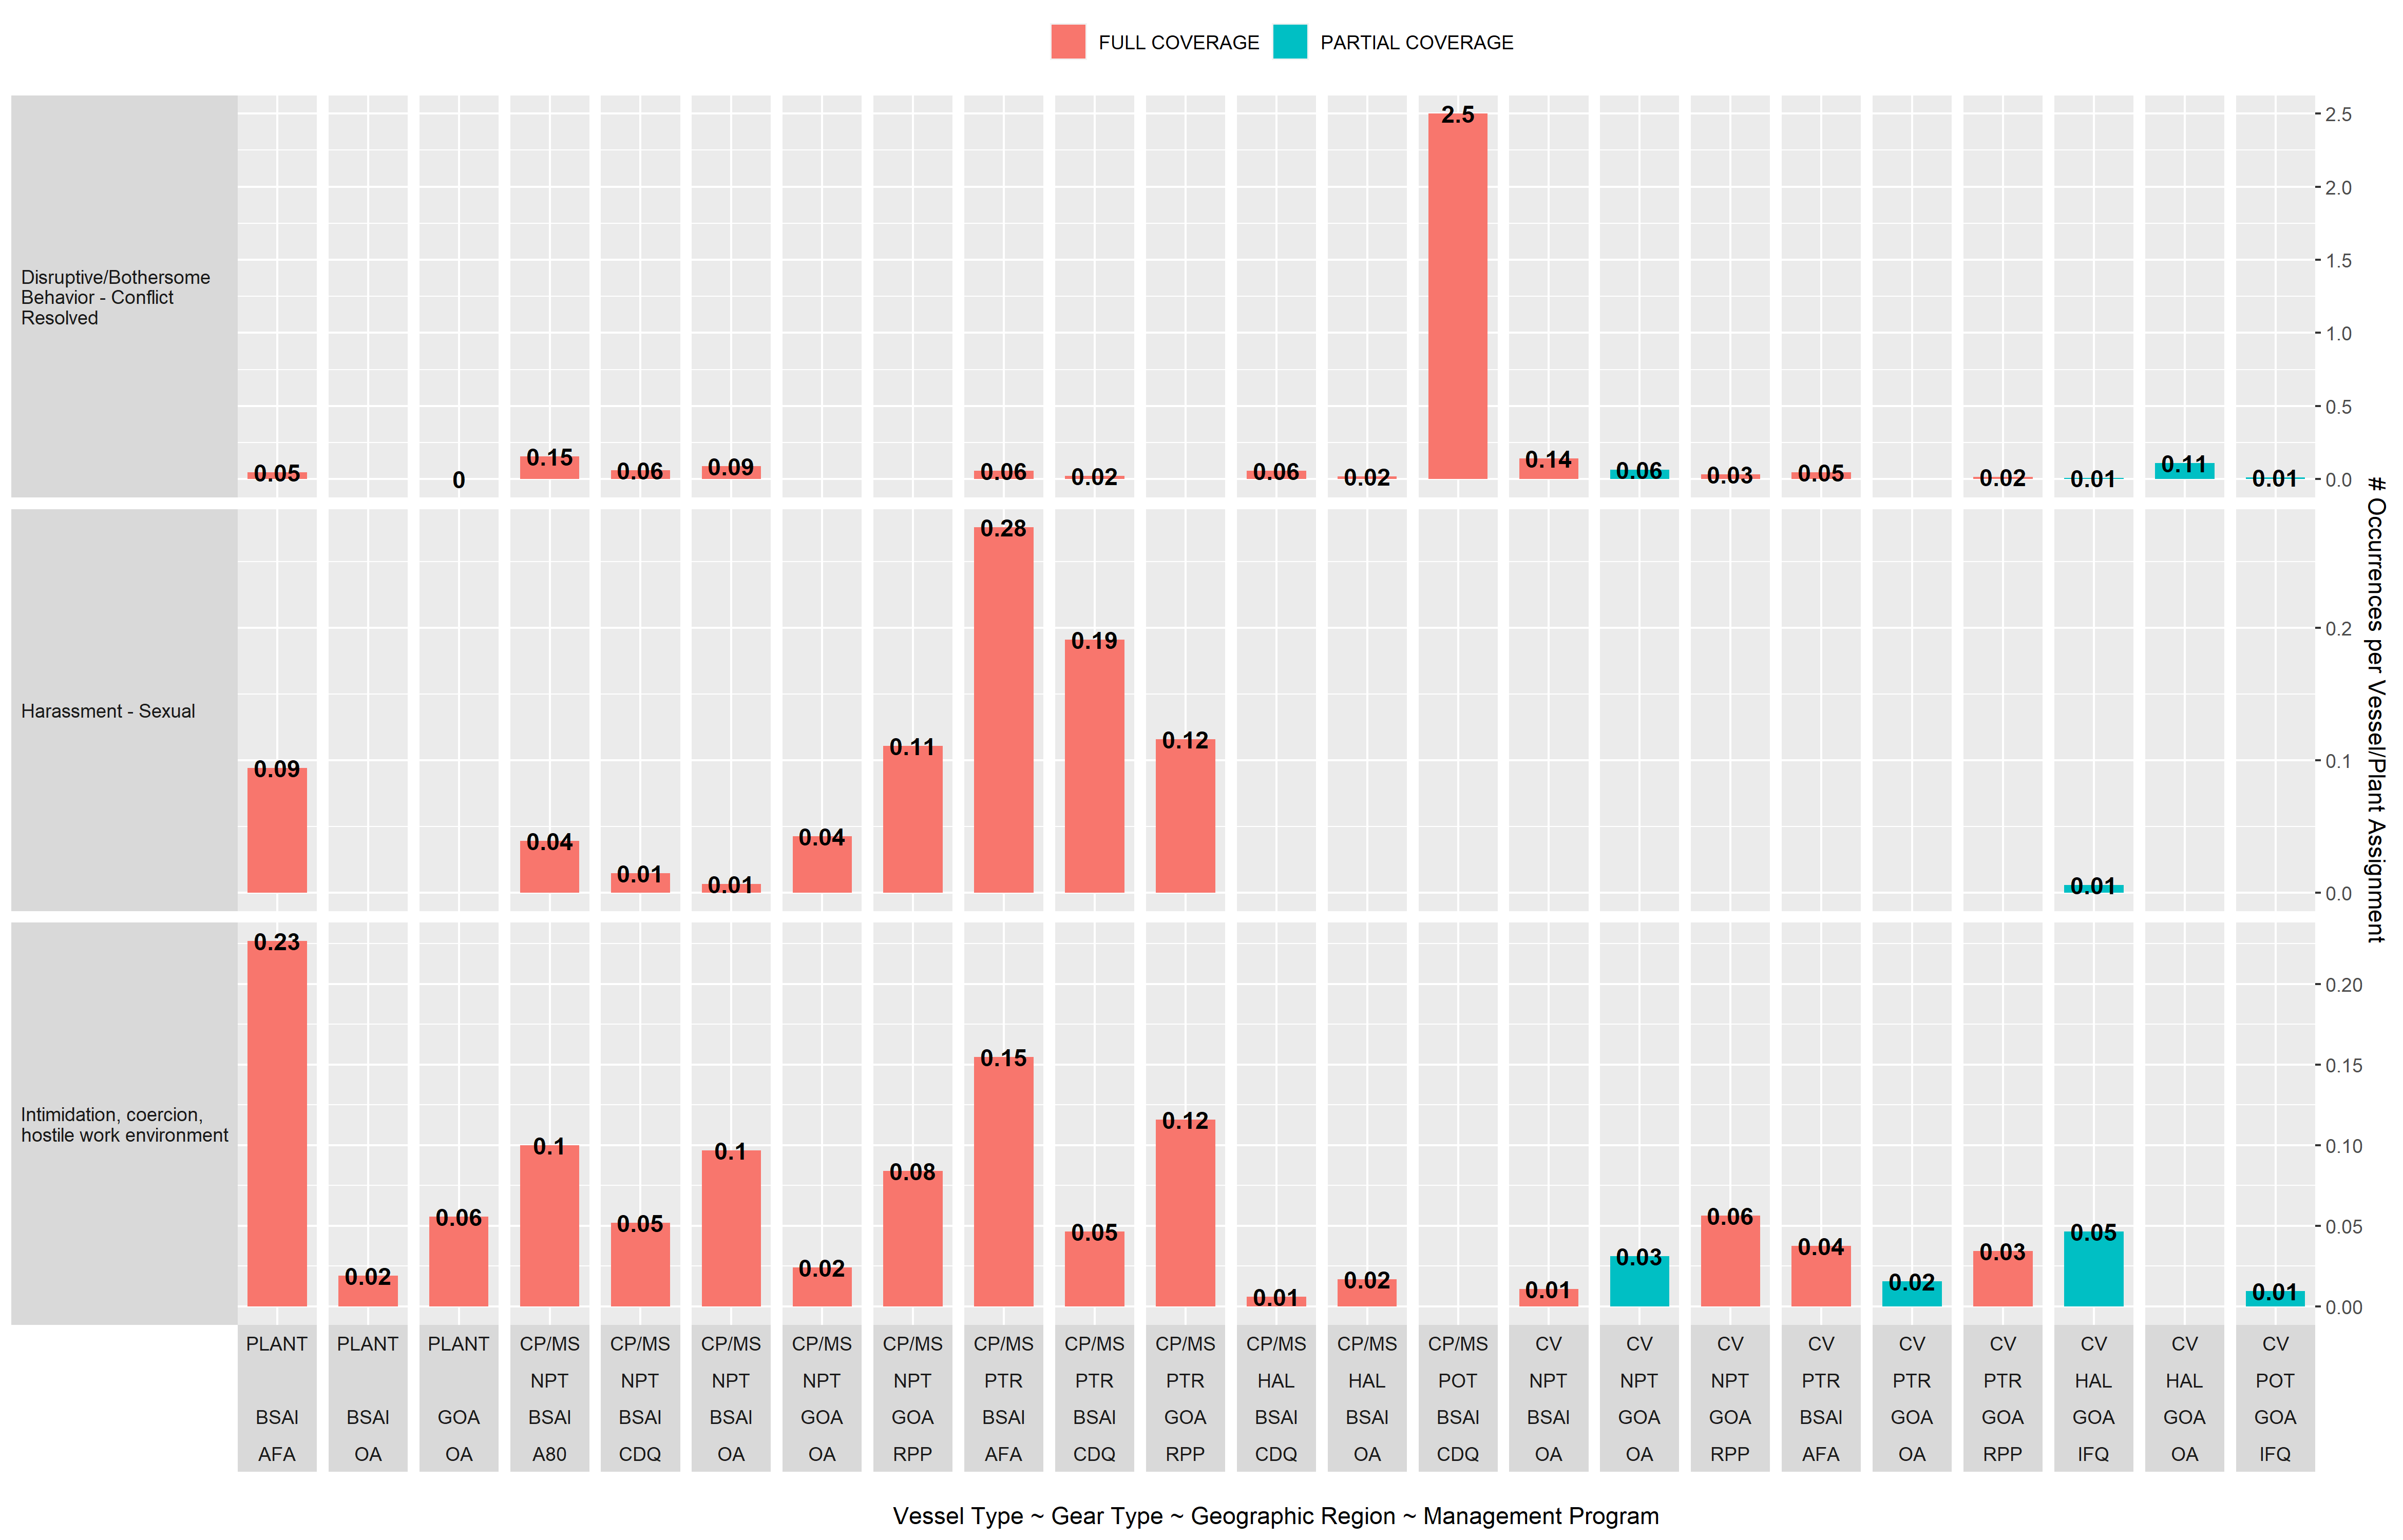 FULL COVERAGE PARTIAL COVERAGE
Disruptive/Bothersome
Behavior - Conflict
Resolved
0.05 0 0.15 0.06 0.09 0.06 0.02 0.06 0.02 2.5 0.14 0.06 0.03 0.05 0.02 0.01 0.11 0.01
2.5
2.0
1.5
1.0
0.5
0.0
Harassment - Sexual
0.09 0.04 0.01 0.01 0.04 0.11 0.28 0.19 0.12 0.01
0.2
0.1
0.0
Intimidation, coercion,
hostile work environment
0.23 0.02 0.06 0.1 0.05 0.1 0.02 0.08 0.15 0.05 0.12 0.01 0.02 0.01 0.03 0.06 0.04 0.02 0.03 0.05 0.01
0.20
0.15
0.10
0.05
0.00
# Occurrences per Vessel/Plant Assignment
PLANT PLANT PLANT CP/MS CP/MS CP/MS CP/MS CP/MS CP/MS CP/MS CP/MS CP/MS CP/MS CP/MS CV CV CV CV CV CV CV CV CV
NPT NPT NPT NPT NPT PTR PTR PTR HAL HAL POT NPT NPT NPT PTR PTR PTR HAL HAL POT
BSAI BSAI GOA BSAI BSAI BSAI GOA GOA BSAI BSAI GOA BSAI BSAI BSAI BSAI GOA GOA BSAI GOA GOA GOA GOA GOA
AFA OA OA A80 CDQ OA OA RPP AFA CDQ RPP CDQ OA CDQ OA OA RPP AFA OA RPP IFQ OA IFQ
Vessel Type ~ Gear Type ~ Geographic Region ~ Management Program